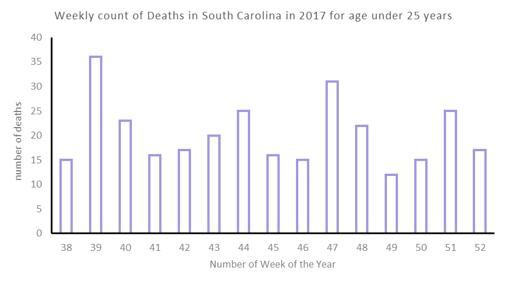 Weekly count of Deaths in South Carolina in 2017 for age under 25 years
40
35
30
25
20
15
10
5
0
number of deaths
38 39 40 41 42 43 44 45 46 47 48 49 50 51 52
Number of Week of the Year